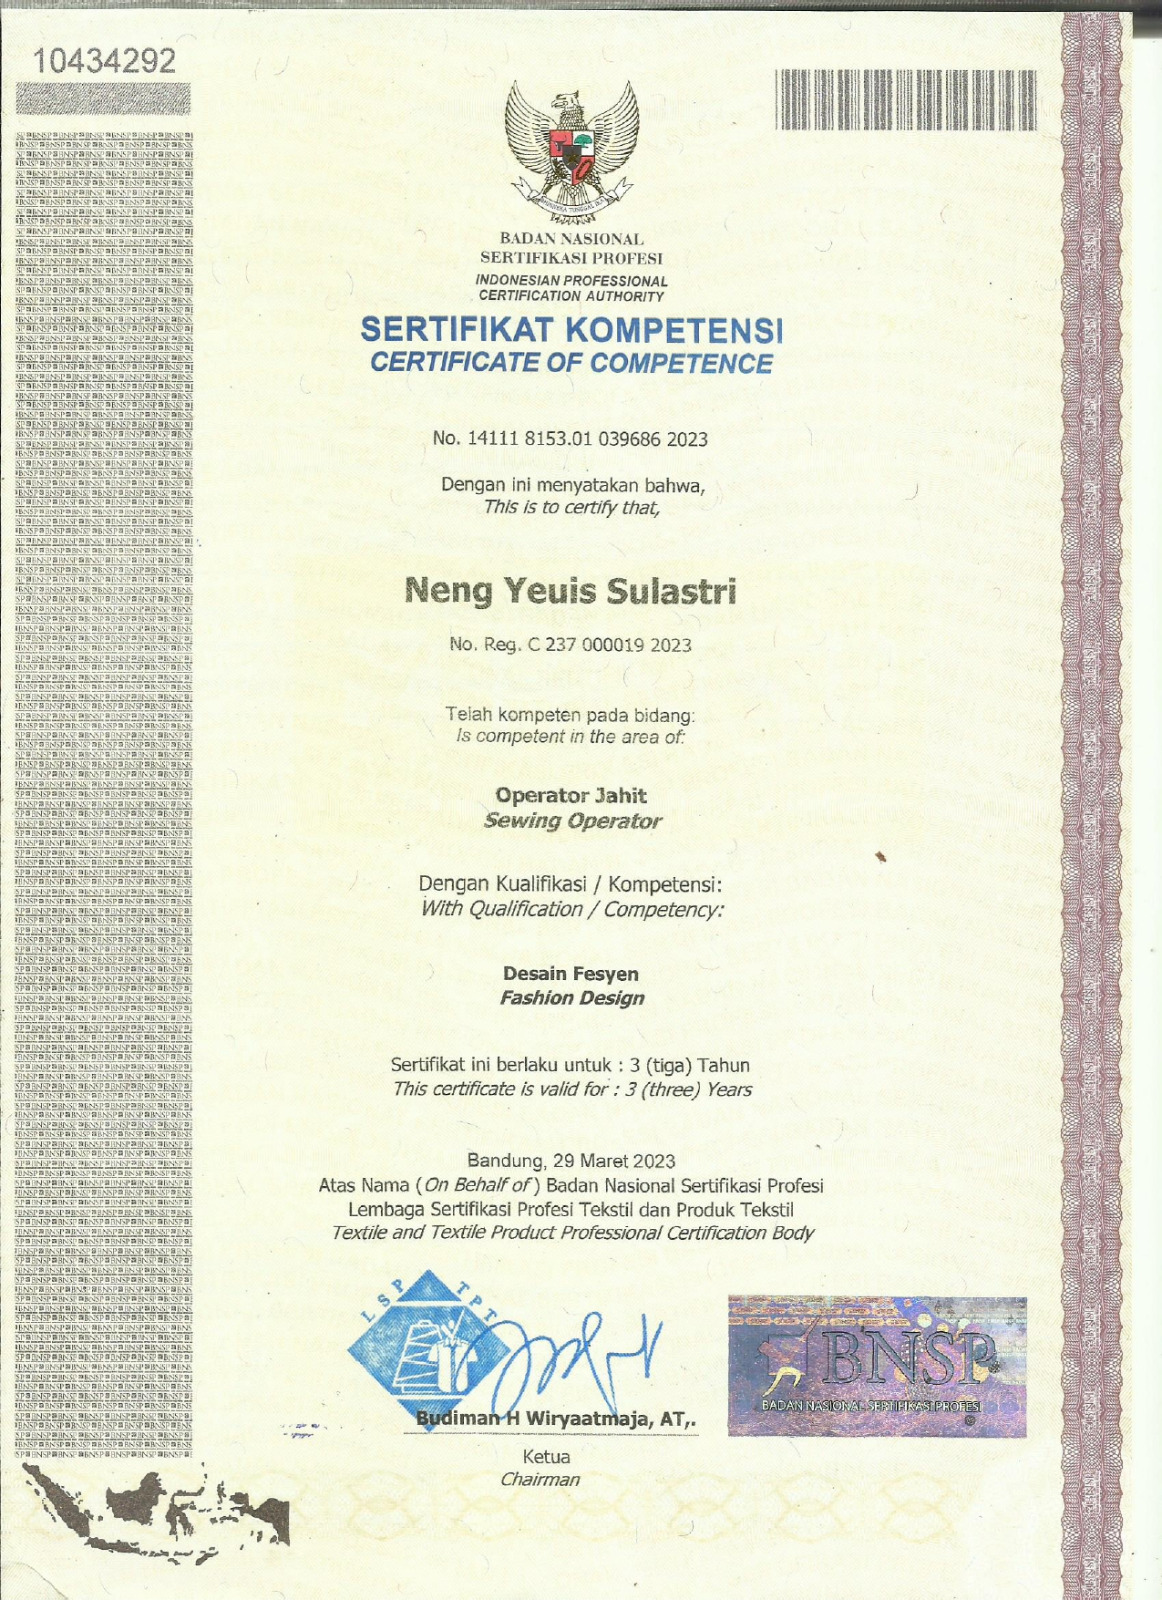 10434292
BADAN NASIONAL
SERTIFIKASI PROFESI
INDONESIAN PROFESSIONAL
CERTIFICATION AUTHORITY
SERTIFIKAT KOMPETENSI
CERTIFICATE OF COMPETENCE
No. 14111 8153.01 039686 2023
Dengan ini menyatakan bahwa,
This is to certify that,
Neng Yeuis Sulastri
No. Reg. C 237 000019 2023
Telah kompeten pada bidang:
Is competent in the area of:
Operator Jahit
Sewing Operator
Dengan Kualifikasi / Kompetensi:
With Qualification / Competency:
Desain Fesyen
Fashion Design
Sertifikat ini berlaku untuk : 3 (tiga) Tahun
This certificate is valid for : 3 (three) Years
Bandung, 29 Maret 2023
Atas Nama (On Behalf of) Badan Nasional Sertifikasi Profesi
Lembaga Sertifikasi Profesi Tekstil dan Produk Tekstil
Textile and Textile Product Professional Certification Body
LSP TPT
BNSP
BADAN NASIONAL SERTIFIKASI PROFESI
Budiman H Wiryaatmaja, AT,.
Ketua
Chairman